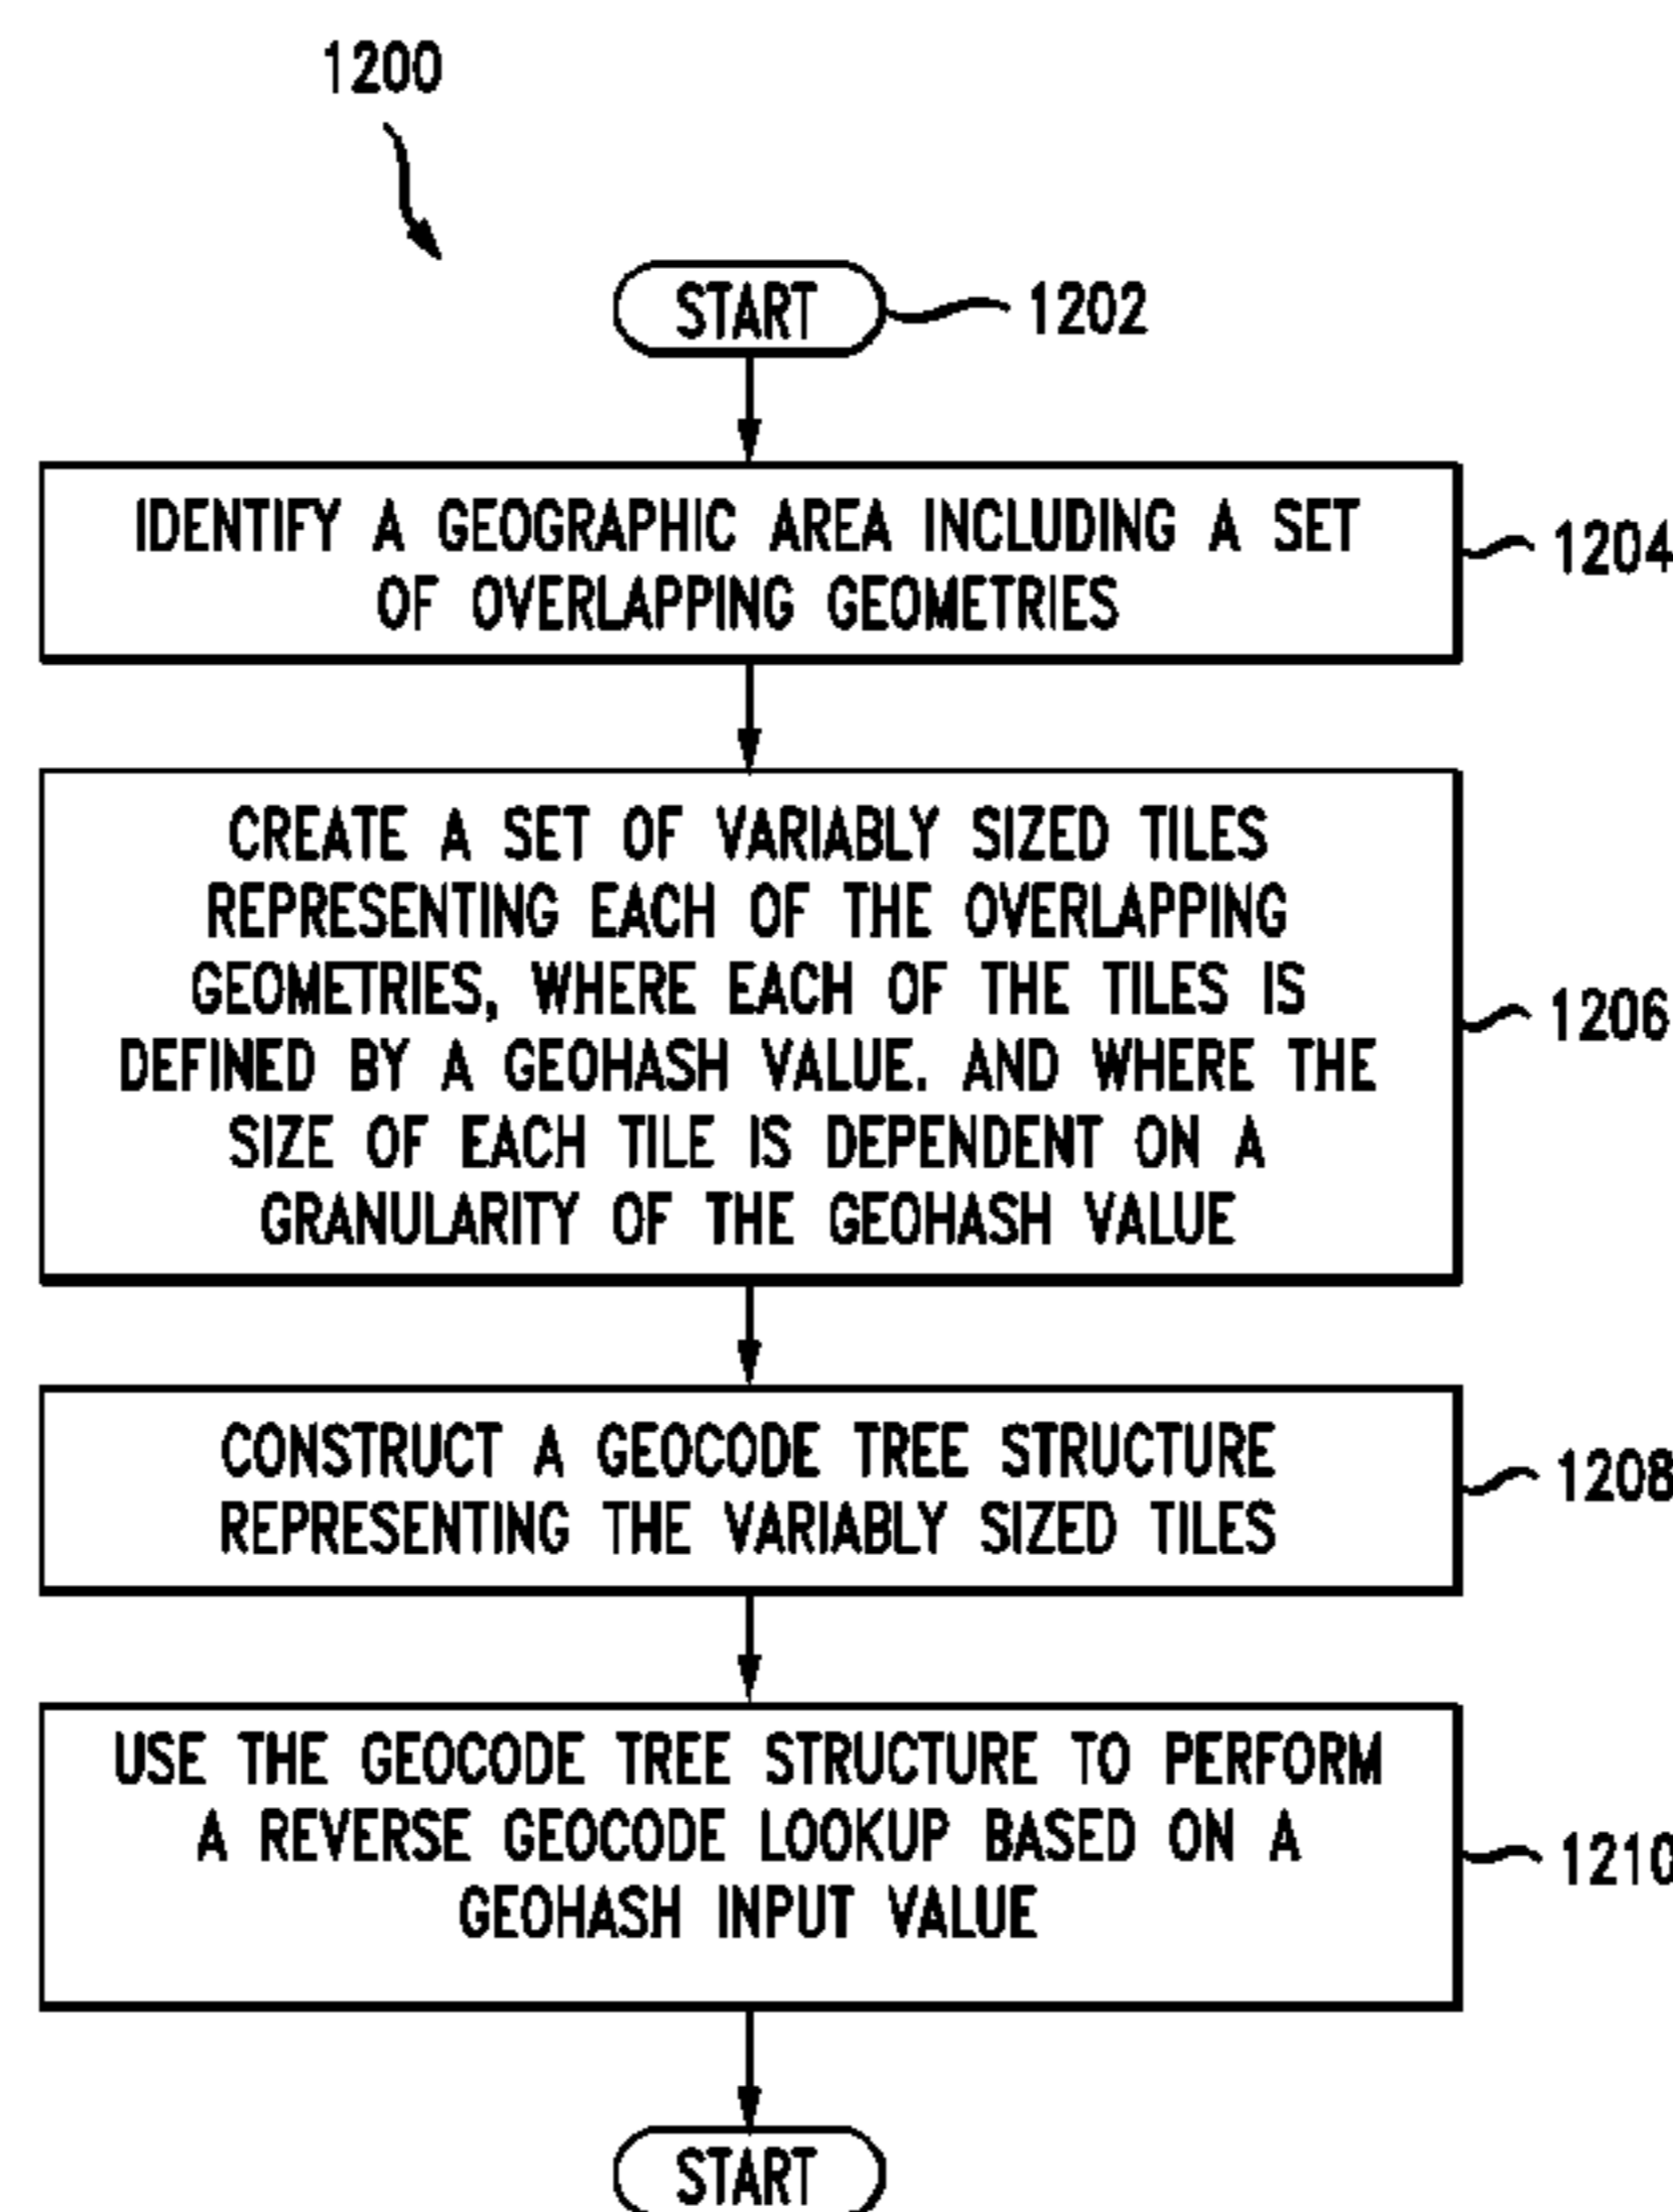 1200
START
1202
IDENTIFY A GEOGRAPHIC AREA INCLUDING A SET
OF OVERLAPPING GEOMETRIES
1204
CREATE A SET OF VARIABLY SIZED TILES
REPRESENTING EACH OF THE OVERLAPPING
GEOMETRIES, WHERE EACH OF THE TILES IS
DEFINED BY A GEOHASH VALUE. AND WHERE THE
SIZE OF EACH TILE IS DEPENDENT ON A
GRANULARITY OF THE GEOHASH VALUE
1206
CONSTRUCT A GEOCODE TREE STRUCTURE
REPRESENTING THE VARIABLY SIZED TILES
1208
USE THE GEOCODE TREE STRUCTURE TO PERFORM
A REVERSE GEOCODE LOOKUP BASED ON A
GEOHASH INPUT VALUE
1210
START